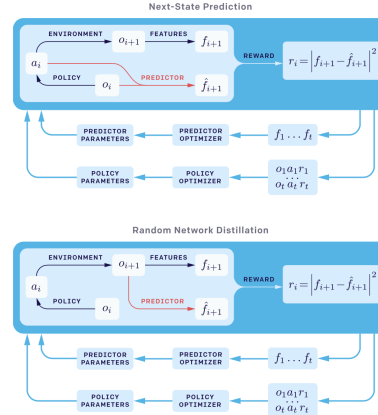 Next-State Prediction
ENVIRONMENT o_{i+1} FEATURES f_{i+1}
a_i REWARD r_i = |f_{i+1} − f̂_{i+1}|^2
POLICY o_i PREDICTOR f̂_{i+1}
PREDICTOR PARAMETERS PREDICTOR OPTIMIZER f_1 ... f_t
POLICY PARAMETERS POLICY OPTIMIZER o_1 a_1 r_1
...
o_t a_t r_t
Random Network Distillation
ENVIRONMENT o_{i+1} FEATURES f_{i+1}
a_i REWARD r_i = |f_{i+1} − f̂_{i+1}|^2
POLICY o_i PREDICTOR f̂_{i+1}
PREDICTOR PARAMETERS PREDICTOR OPTIMIZER f_1 ... f_t
POLICY PARAMETERS POLICY OPTIMIZER o_1 a_1 r_1
...
o_t a_t r_t